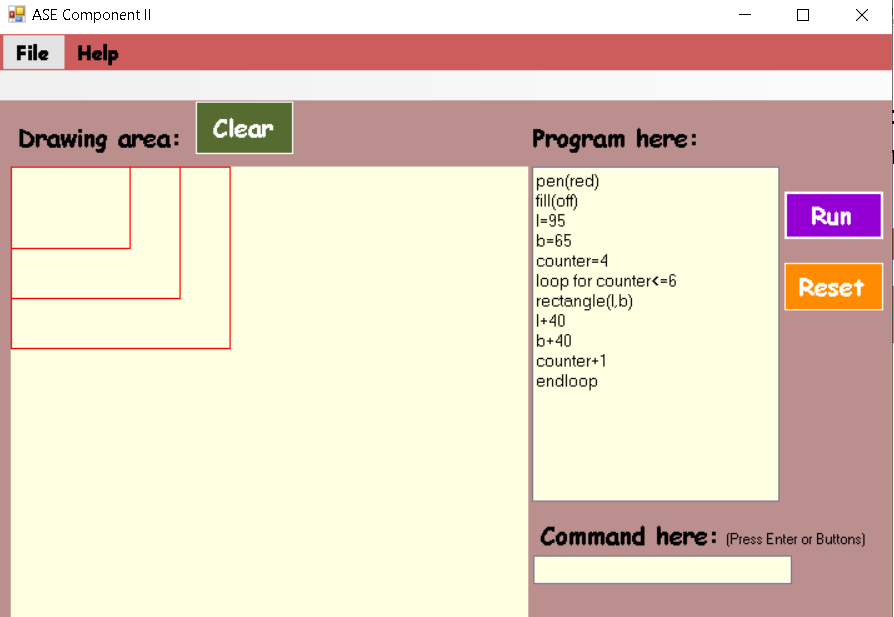 ASE Component II
File Help
Drawing area: Clear
Program here:
pen(red)
fill(off)
l=95
b=65
counter=4
loop for counter<=6
rectangle(l,b)
l+40
b+40
counter+1
endloop
Run
Reset
Command here: (Press Enter or Buttons)